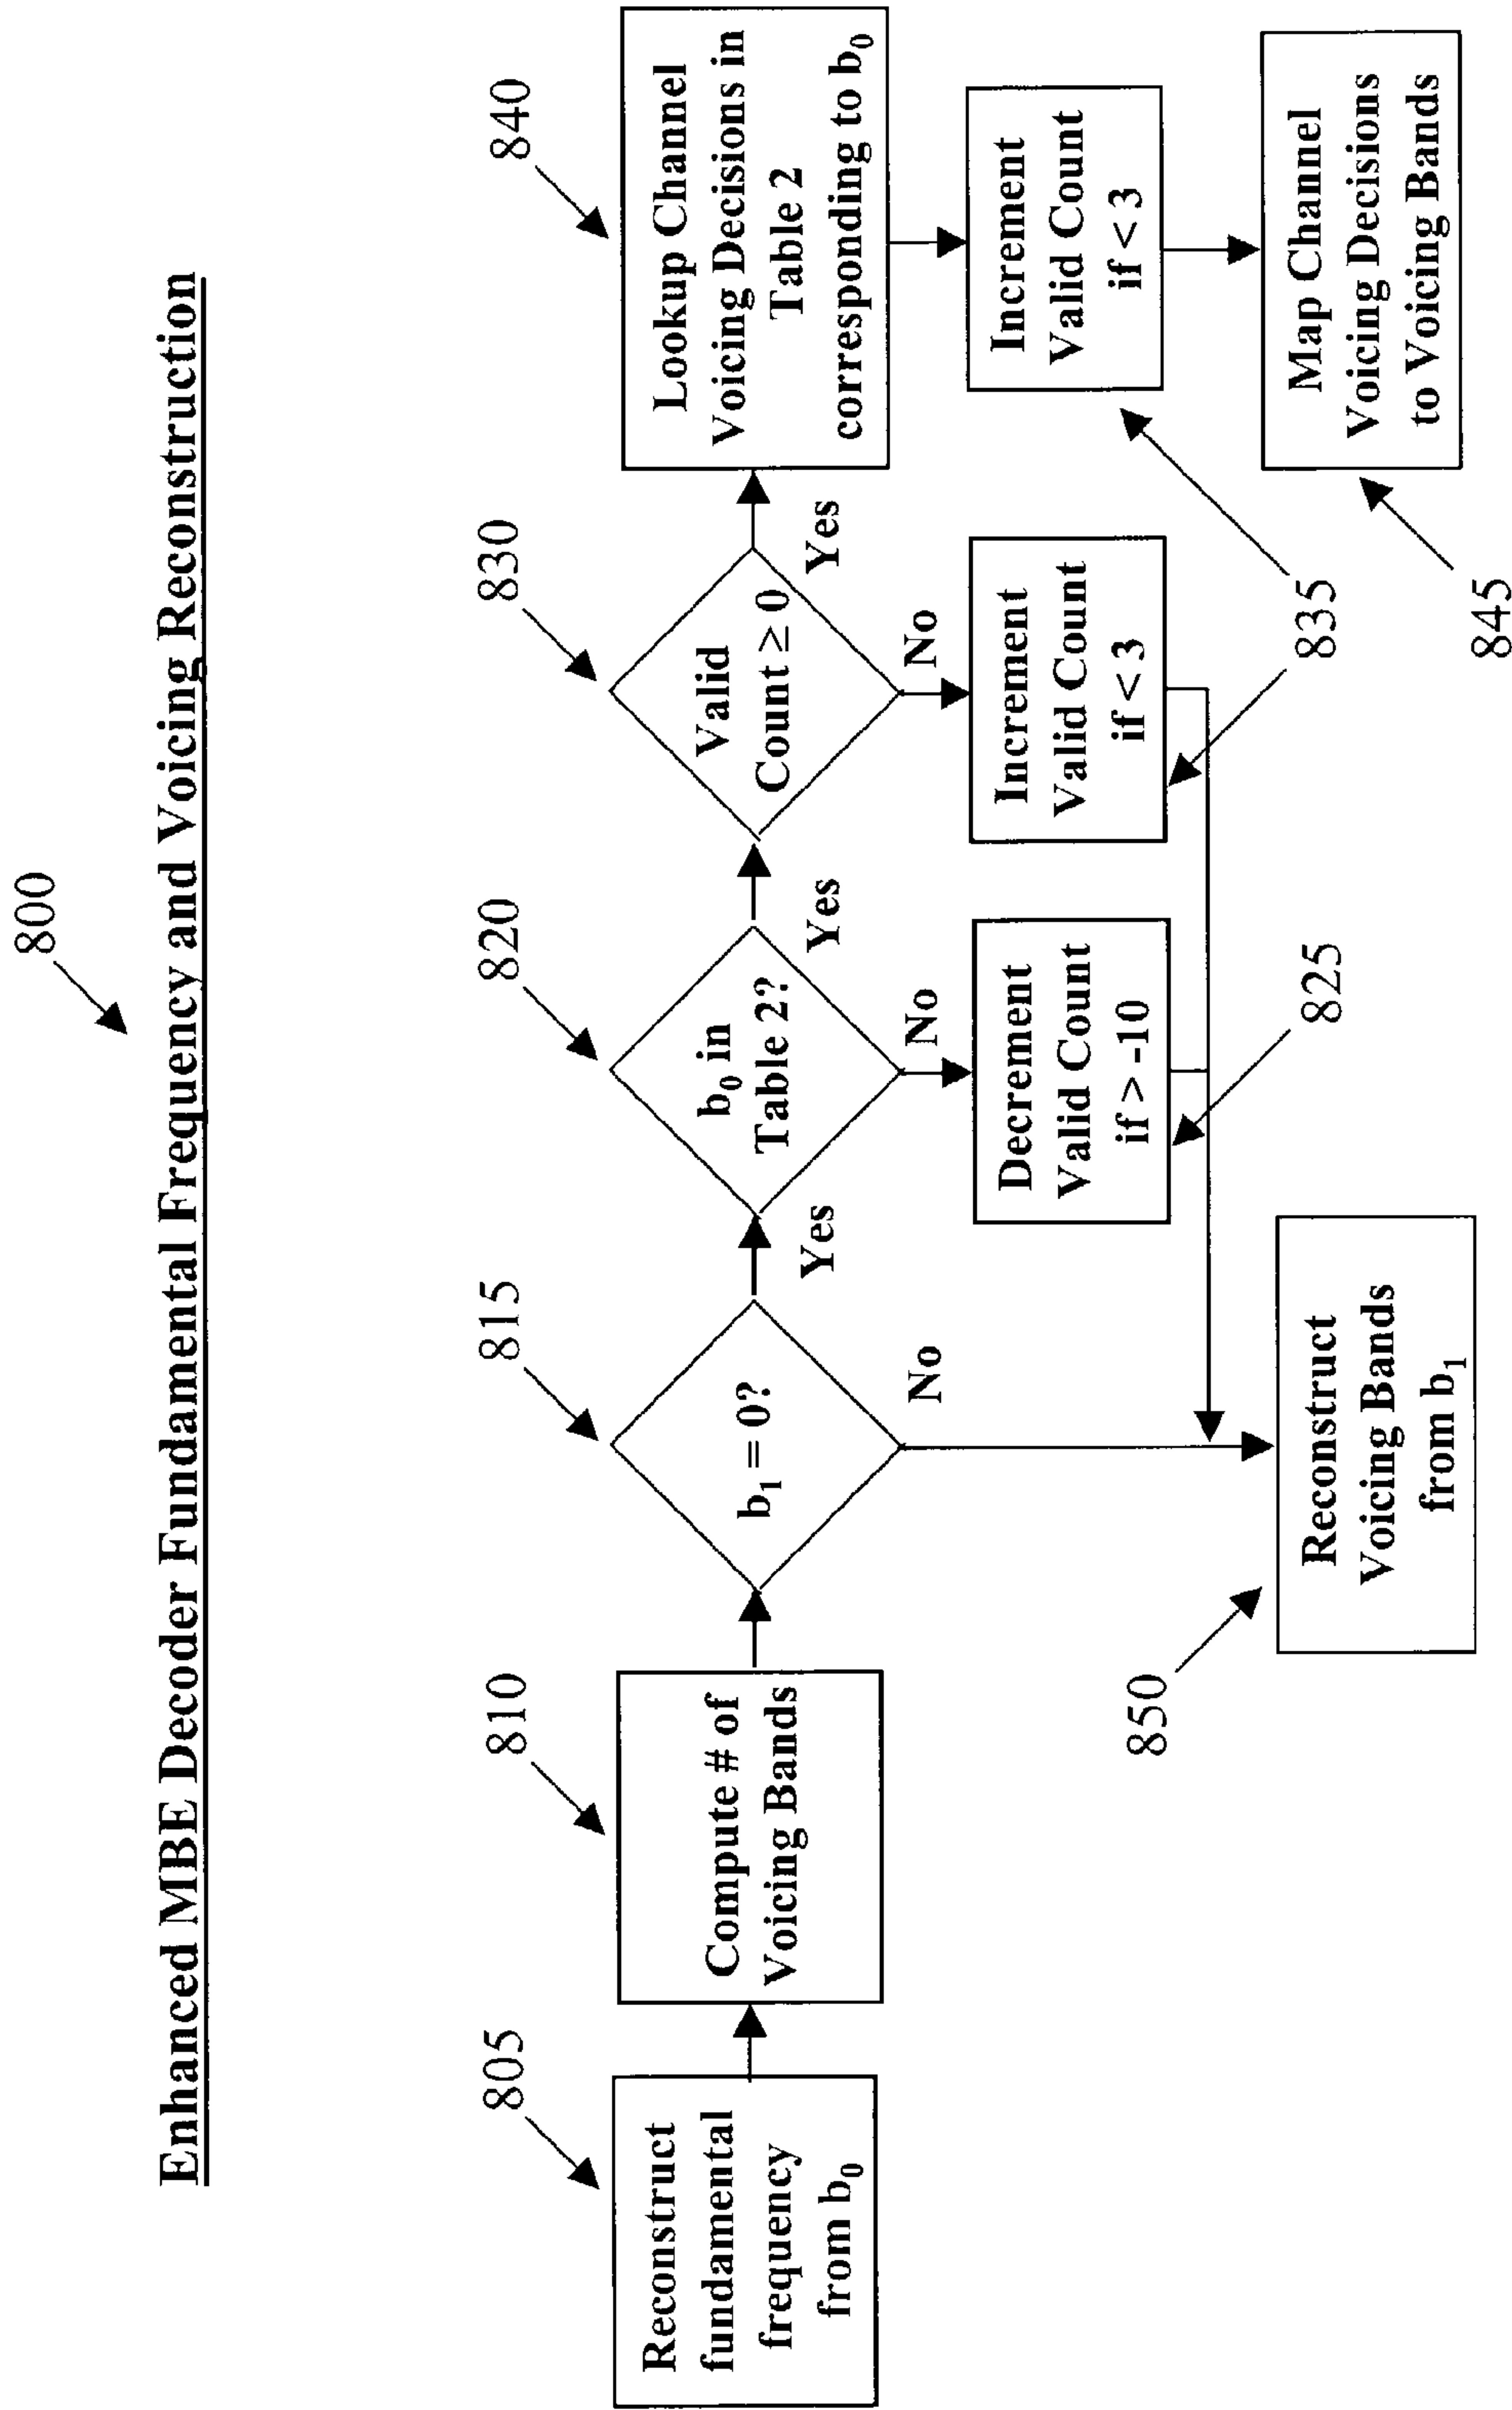 800
Enhanced MBE Decoder Fundamental Frequency and Voicing Reconstruction
805
Reconstruct
fundamental
frequency
from b₀
810
Compute # of
Voicing Bands
815
b₁ = 0?
Yes
No
820
b₀ in
Table 2?
Yes
No
830
Valid
Count ≥ 0
Yes
No
840
Lookup Channel
Voicing Decisions in
Table 2
corresponding to b₀
Decrement
Valid Count
if > -10
825
Increment
Valid Count
if < 3
Increment
Valid Count
if < 3
835
850
Reconstruct
Voicing Bands
from b₁
845
Map Channel
Voicing Decisions
to Voicing Bands